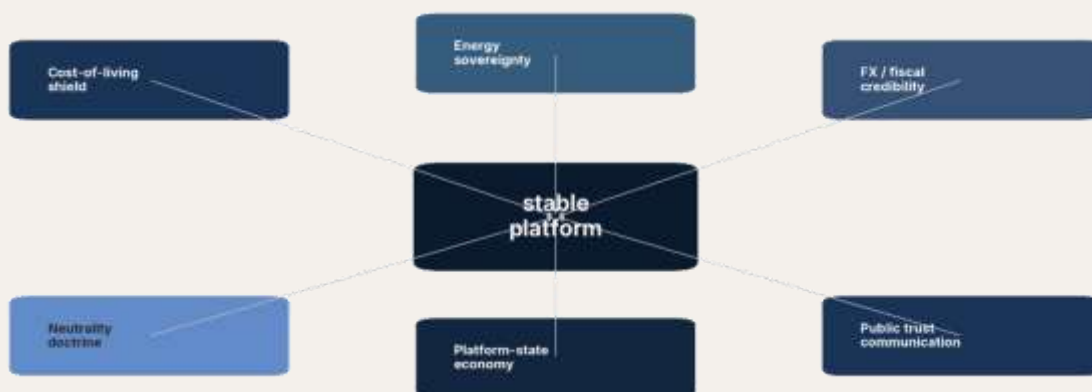 Energy
sovereignty
Cost-of-living
shield
FX / fiscal
credibility
stable
platform
Neutrality
doctrine
Public trust
communication
Platform-state
economy